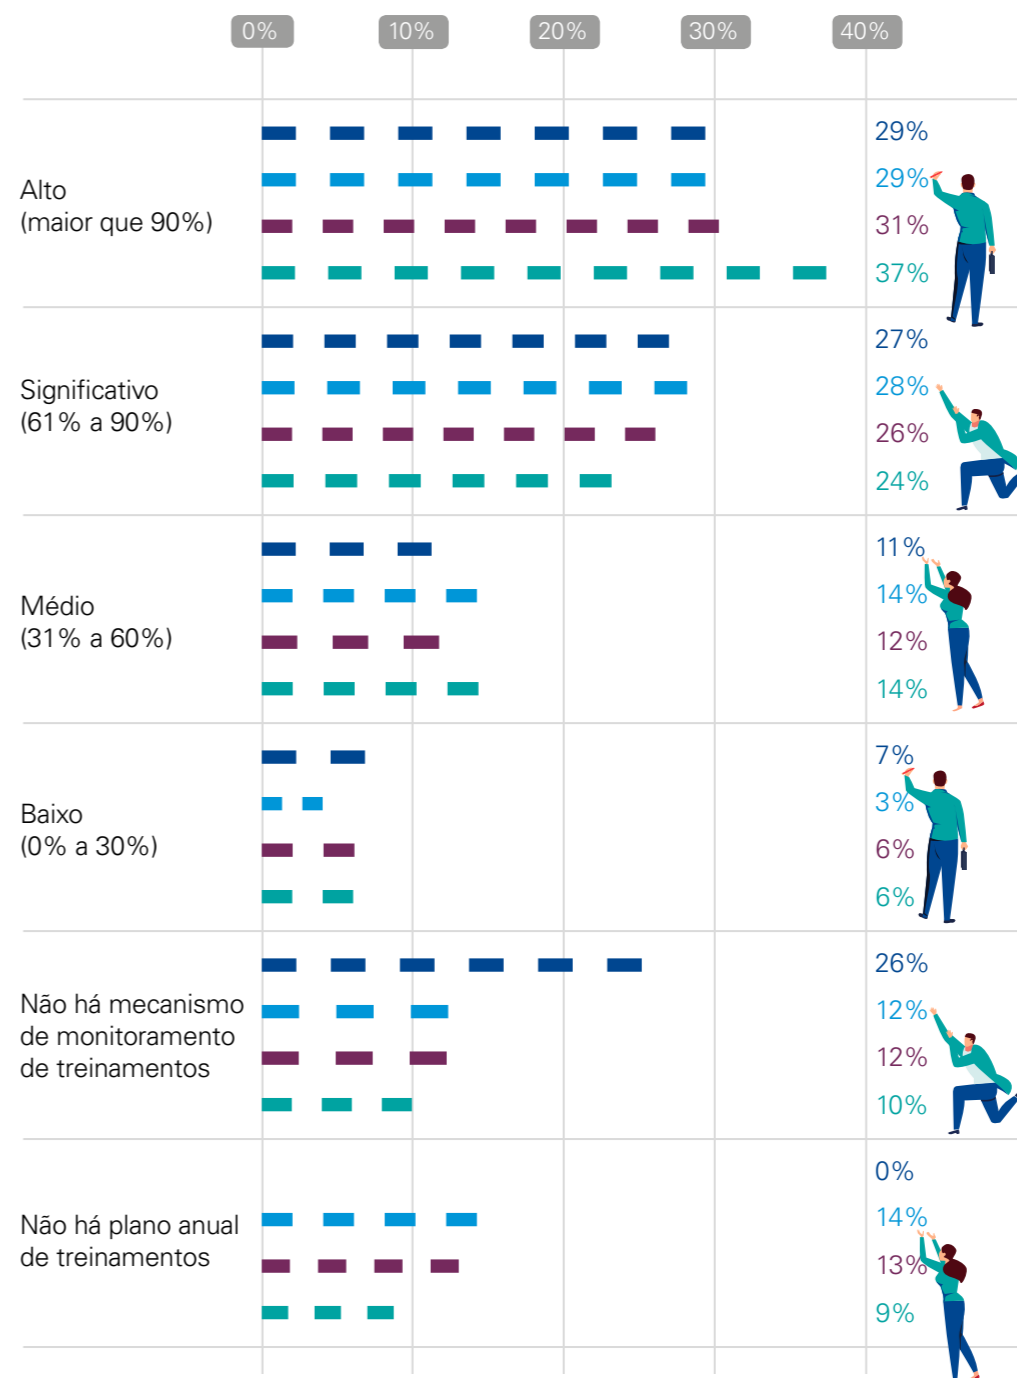 0% 10% 20% 30% 40%
Alto
(maior que 90%)
29%
29%
31%
37%
Significativo
(61% a 90%)
27%
28%
26%
24%
Médio
(31% a 60%)
11%
14%
12%
14%
Baixo
(0% a 30%)
7%
3%
6%
6%
Não há mecanismo
de monitoramento
de treinamentos
26%
12%
12%
10%
Não há plano anual
de treinamentos
0%
14%
13%
9%